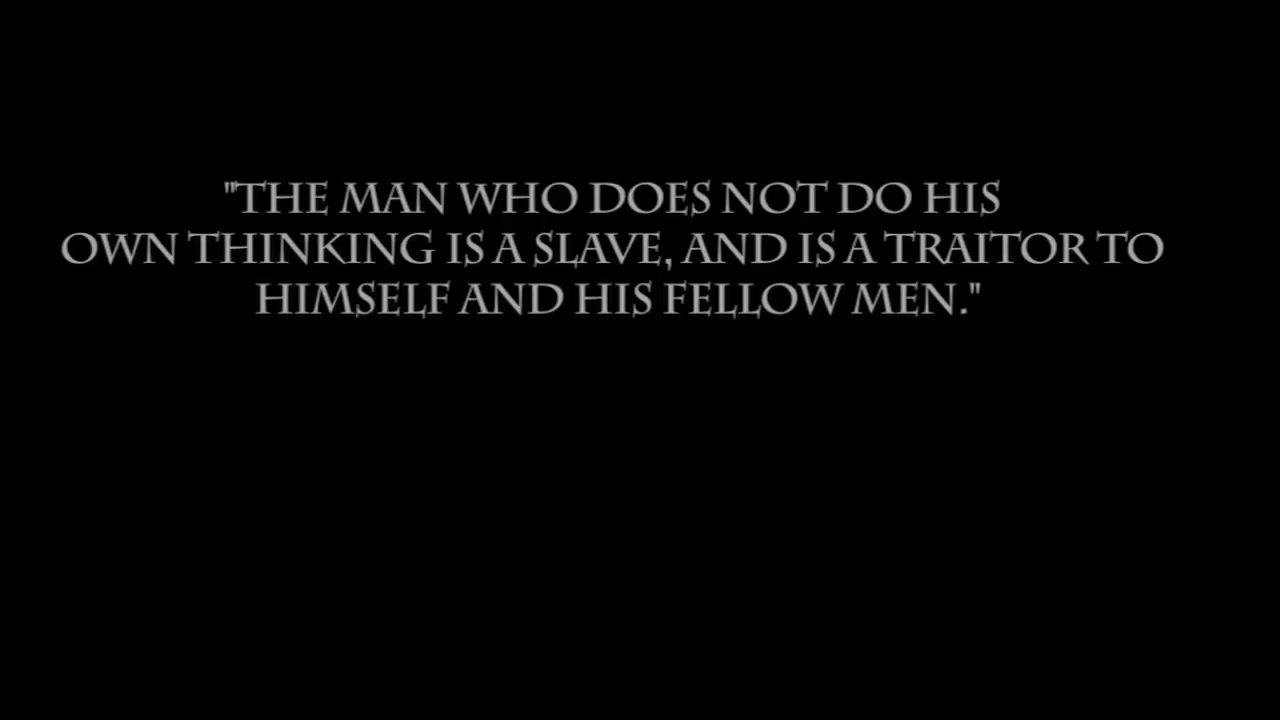 "THE MAN WHO DOES NOT DO HIS
OWN THINKING IS A SLAVE, AND IS A TRAITOR TO
HIMSELF AND HIS FELLOW MEN."